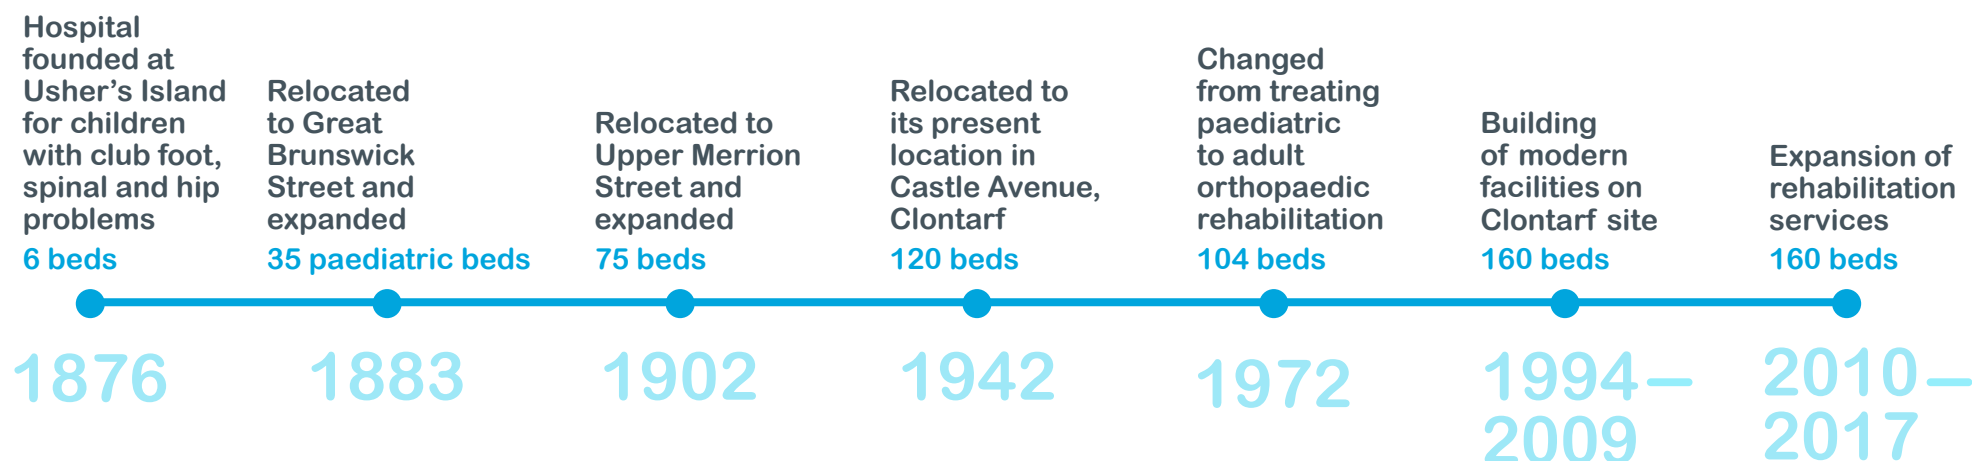 Hospital
founded at
Usher’s Island
for children
with club foot,
spinal and hip
problems
6 beds
1876
Relocated
to Great
Brunswick
Street and
expanded
35 paediatric beds
1883
Relocated to
Upper Merrion
Street and
expanded
75 beds
1902
Relocated to
its present
location in
Castle Avenue,
Clontarf
120 beds
1942
Changed
from treating
paediatric
to adult
orthopaedic
rehabilitation
104 beds
1972
Building
of modern
facilities on
Clontarf site
160 beds
1994–
2009
Expansion of
rehabilitation
services
160 beds
2010–
2017